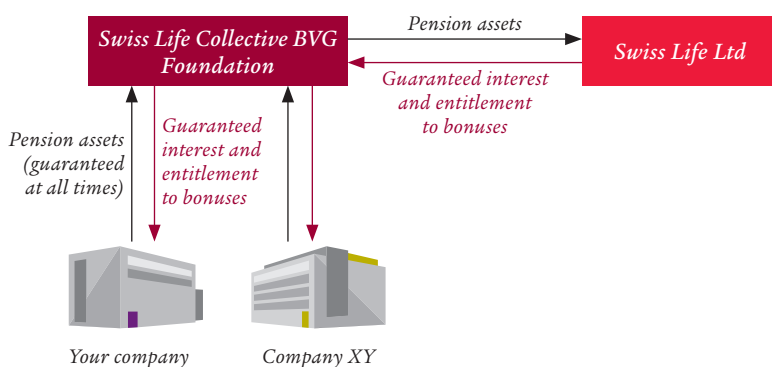 Swiss Life Collective BVG
Foundation
Pension assets
Swiss Life Ltd
Guaranteed interest
and entitlement
to bonuses
Pension assets
(guaranteed
at all times)
Guaranteed
interest and
entitlement
to bonuses
Your company
Company XY